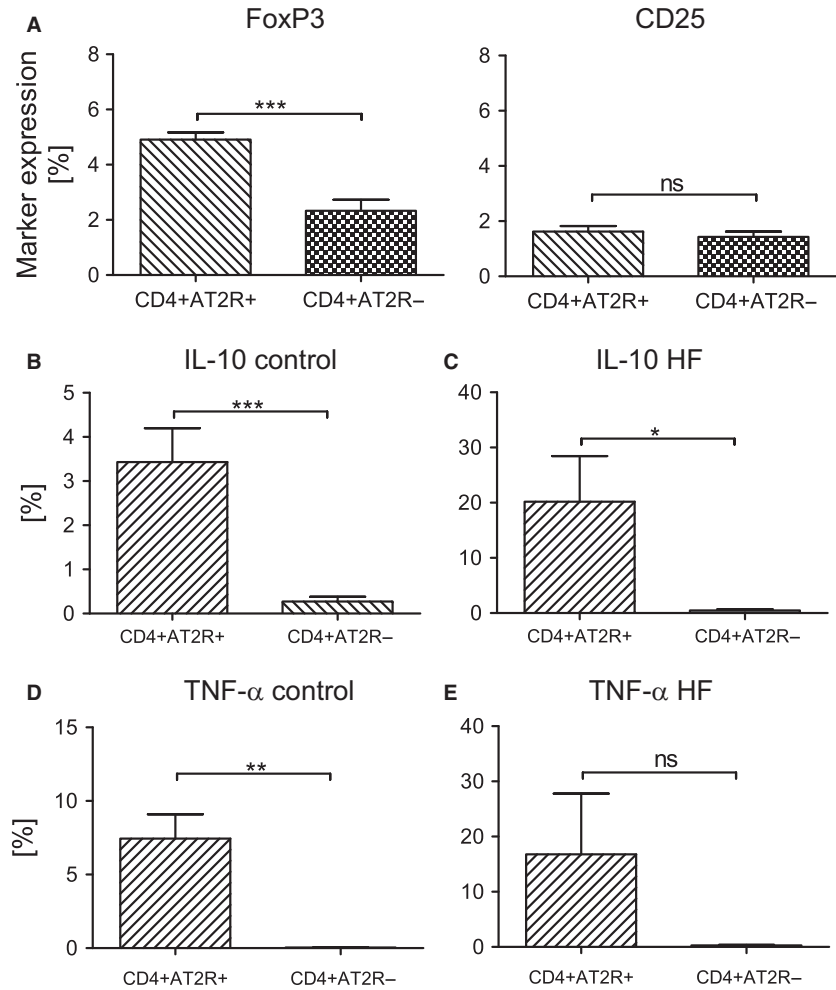 A
FoxP3
CD25
Marker expression
[%]
8
6
4
2
0
***
CD4+AT2R+
CD4+AT2R–
8
6
4
2
0
ns
CD4+AT2R+
CD4+AT2R–
B
IL-10 control
[%]
5
4
3
2
1
0
***
CD4+AT2R+
CD4+AT2R–
C
IL-10 HF
40
30
20
10
0
*
CD4+AT2R+
CD4+AT2R–
D
TNF-α control
[%]
15
10
5
0
**
CD4+AT2R+
CD4+AT2R–
E
TNF-α HF
40
30
20
10
0
ns
CD4+AT2R+
CD4+AT2R–